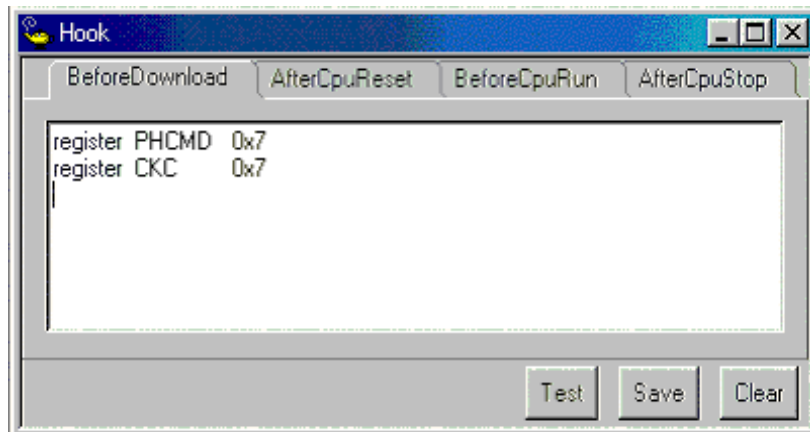 Hook
BeforeDownload AfterCpuReset BeforeCpuRun AfterCpuStop
register PHCMD 0x7
register CKC 0x7
Test Save Clear